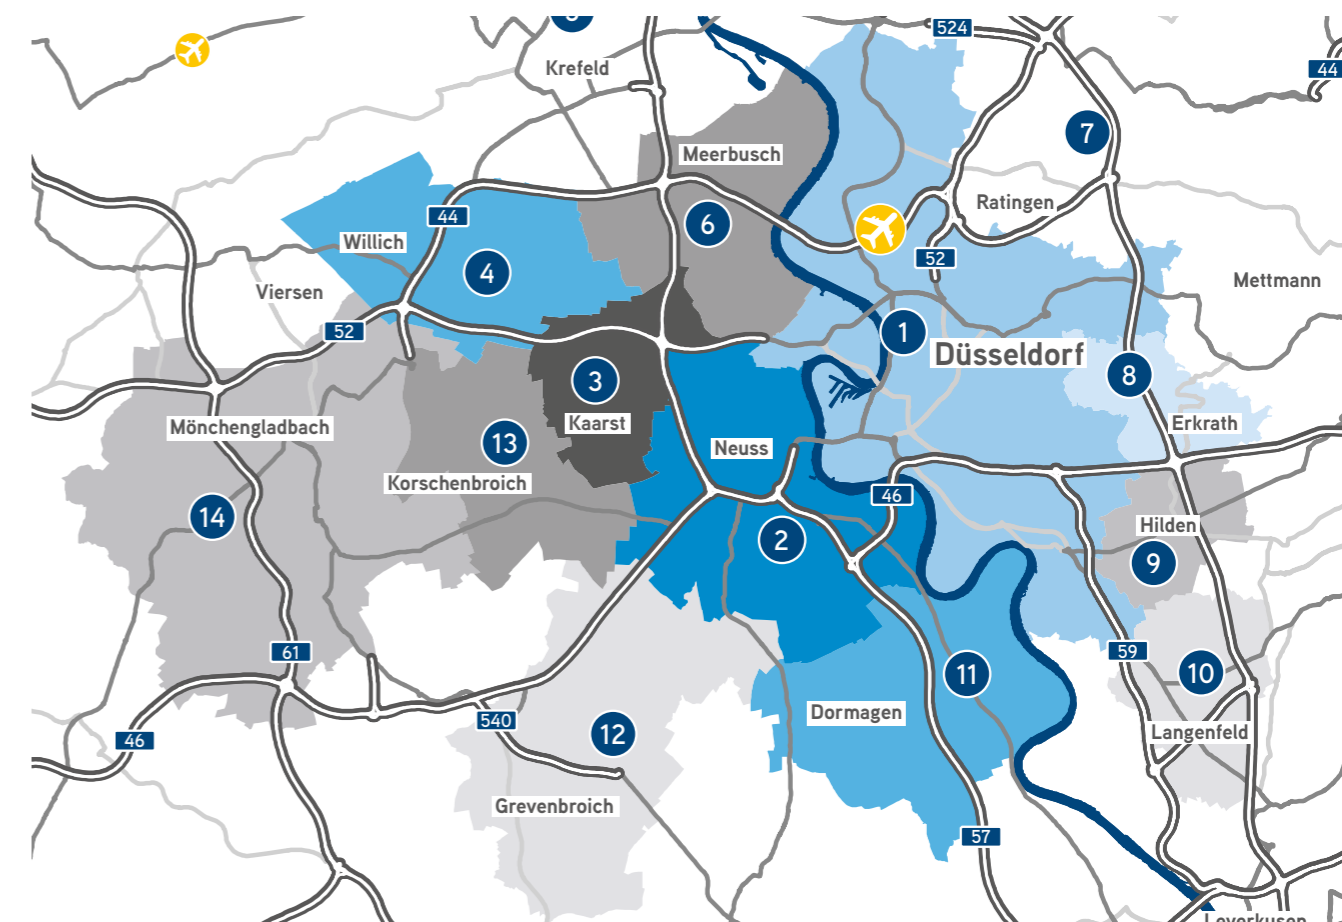 524
44
Krefeld
7
Meerbusch
Ratingen
44
6
Willich
4
52
Mettmann
Viersen
52
1
Düsseldorf
3
8
Kaarst
Erkrath
Mönchengladbach
13
Neuss
Korschenbroich
46
14
2
Hilden
9
61
59
11
10
540
Dormagen
12
46
Langenfeld
Grevenbroich
57
Leverkusen